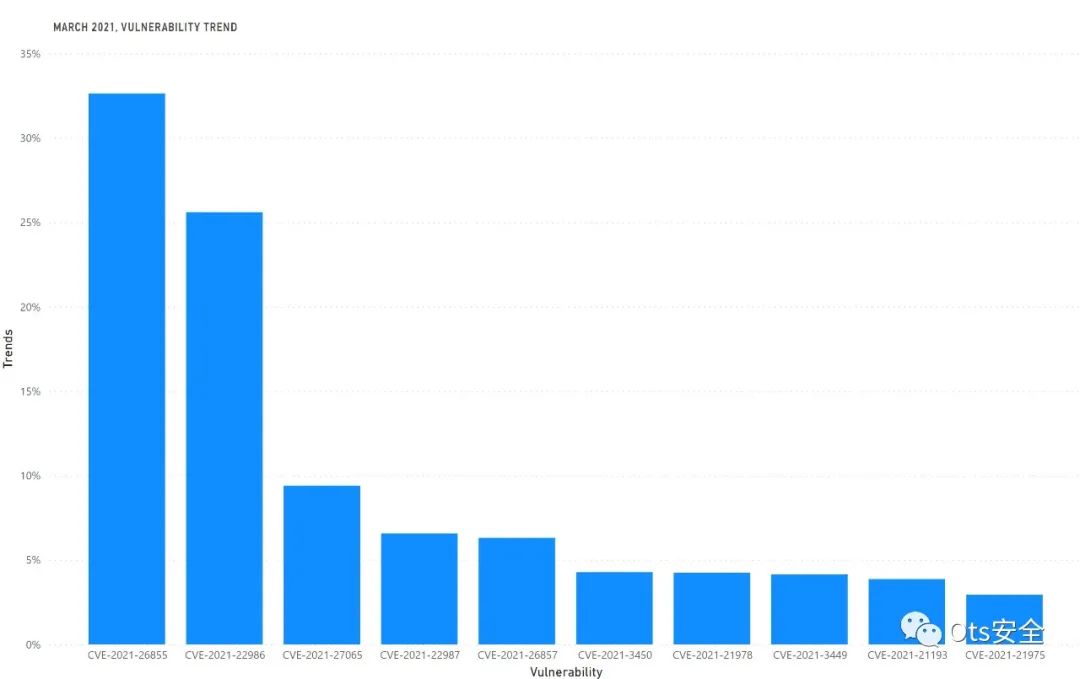 MARCH 2021, VULNERABILITY TREND
35%
30%
25%
20%
15%
10%
5%
0%
Trends
CVE-2021-26855 CVE-2021-22986 CVE-2021-27065 CVE-2021-22987 CVE-2021-26857 CVE-2021-3450 CVE-2021-21978 CVE-2021-3449 CVE-2021-21193 CVE-2021-21975
Vulnerability
Ots安全